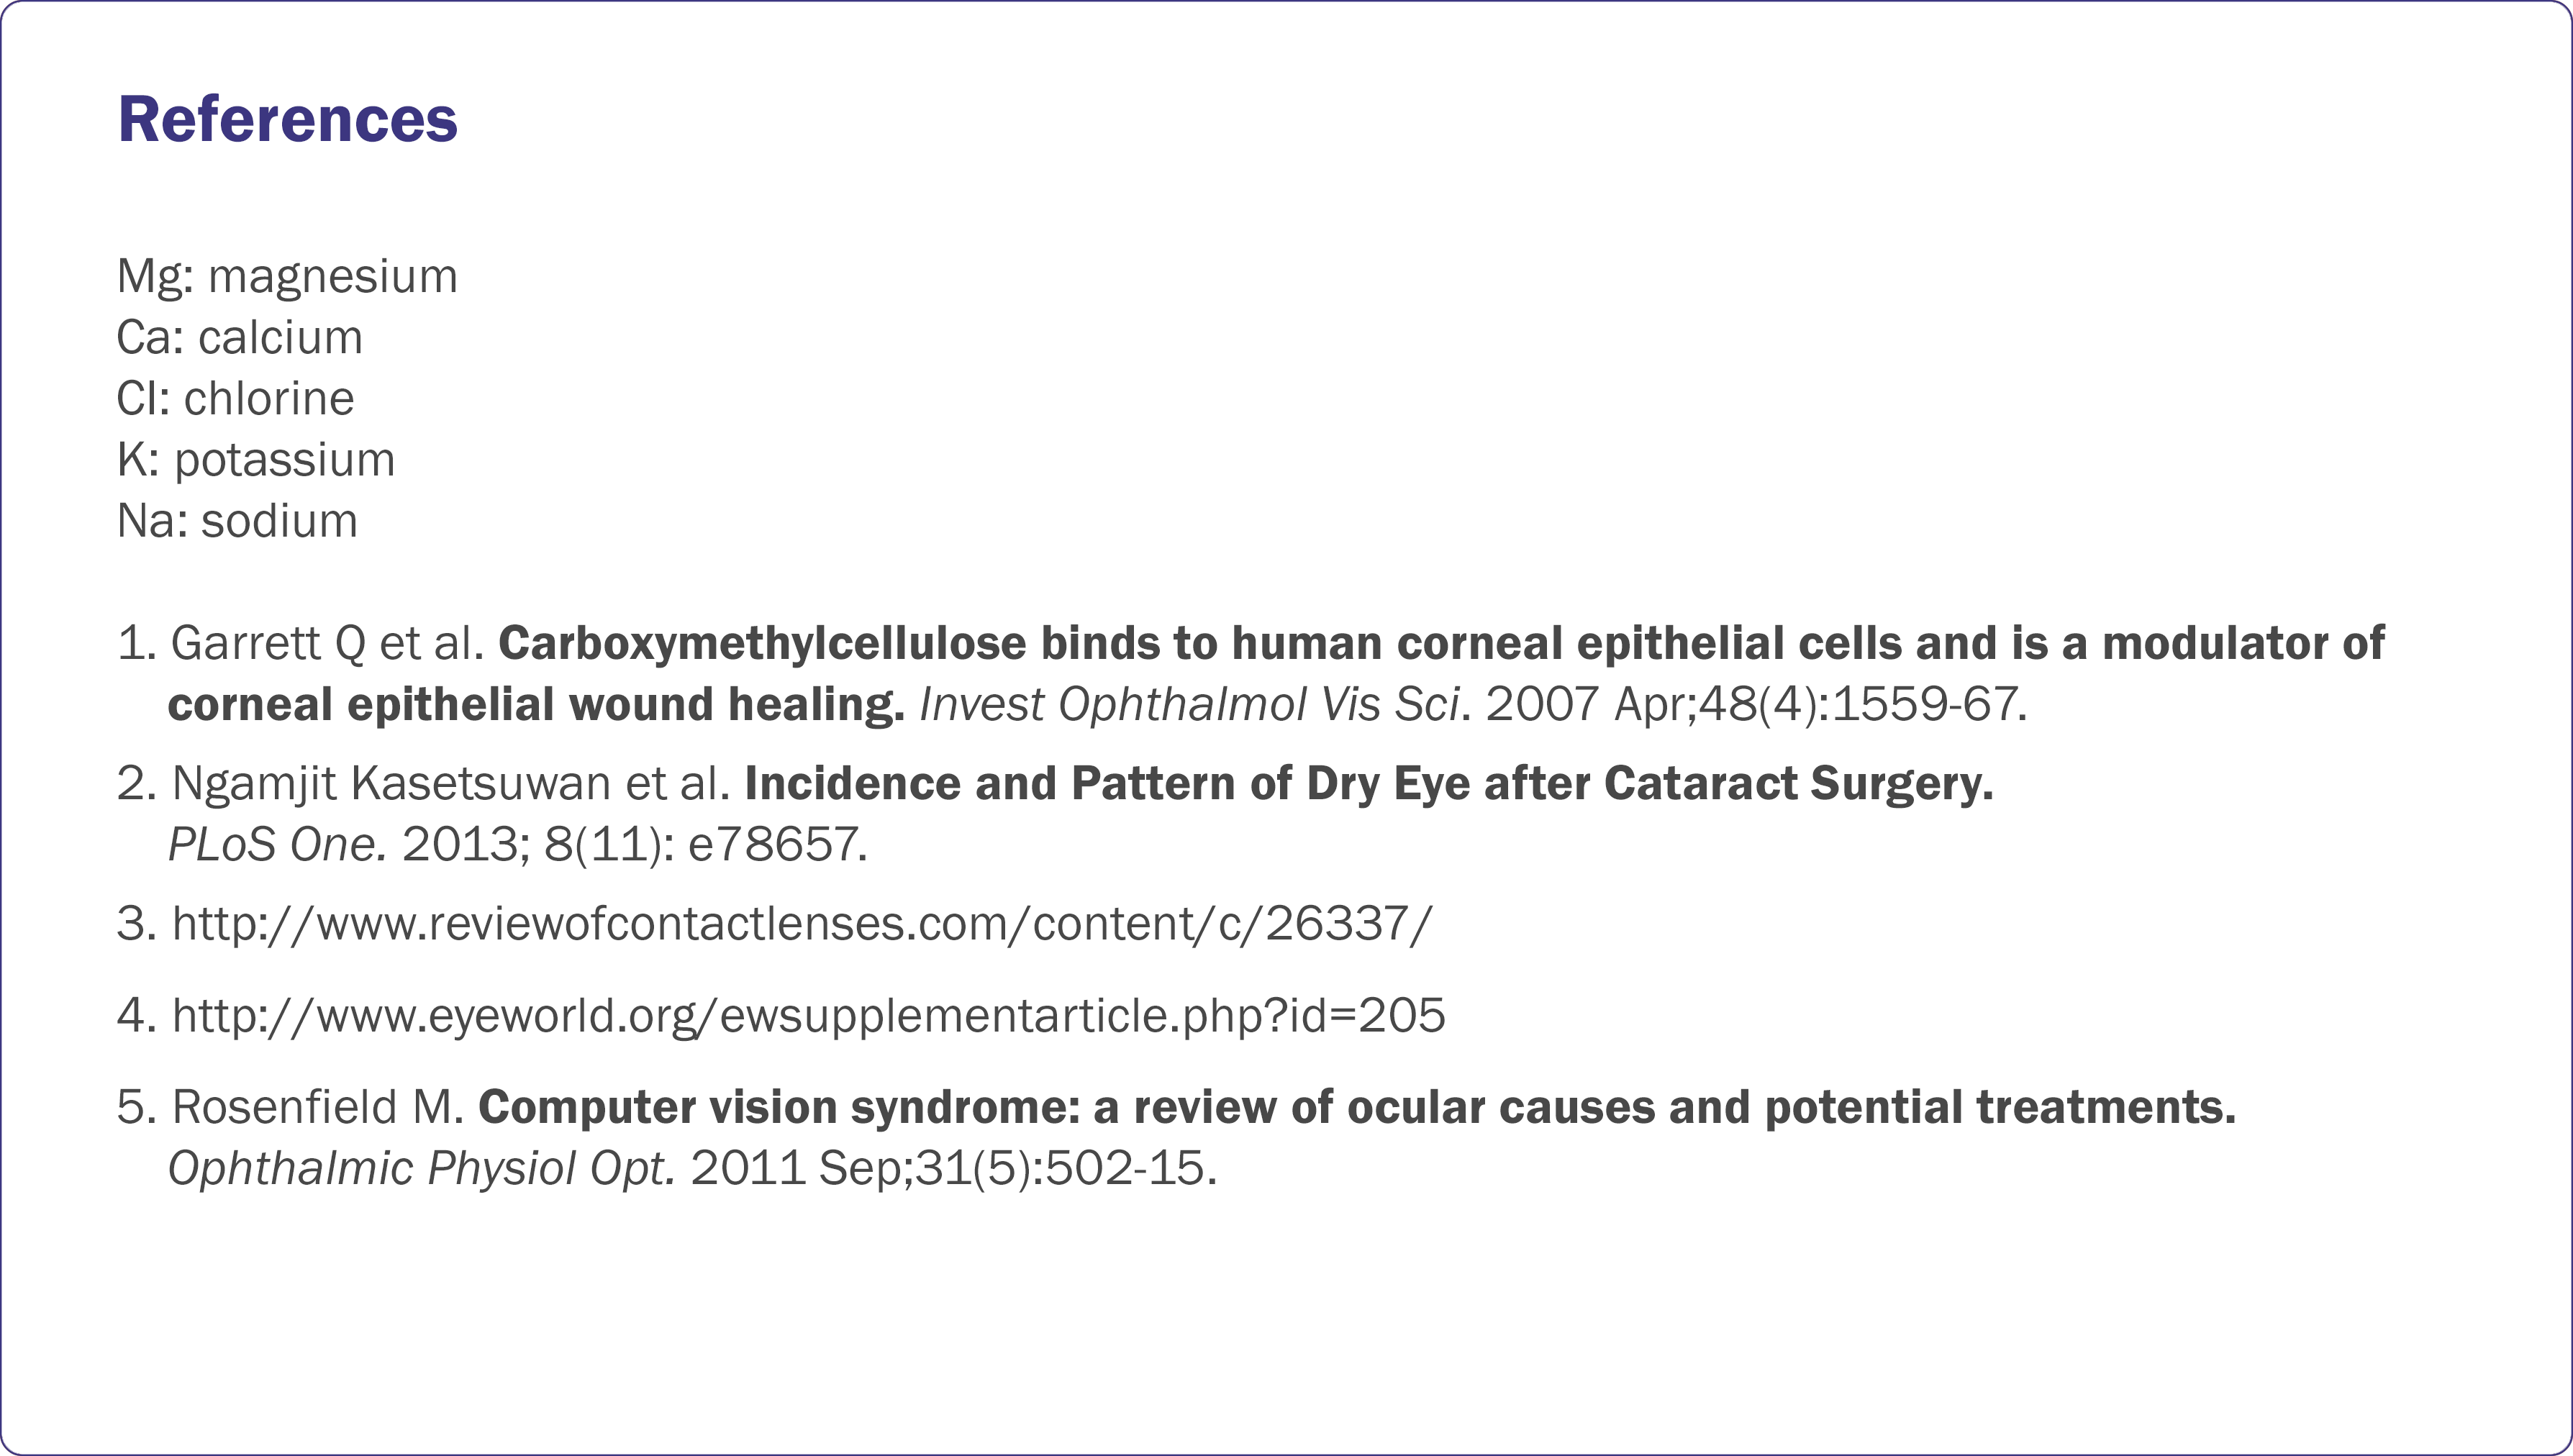 References
Mg: magnesium
Ca: calcium
Cl: chlorine
K: potassium
Na: sodium
1. Garrett Q et al. Carboxymethylcellulose binds to human corneal epithelial cells and is a modulator of
corneal epithelial wound healing. Invest Ophthalmol Vis Sci. 2007 Apr;48(4):1559-67.
2. Ngamjit Kasetsuwan et al. Incidence and Pattern of Dry Eye after Cataract Surgery.
PLoS One. 2013; 8(11): e78657.
3. http://www.reviewofcontactlenses.com/content/c/26337/
4. http://www.eyeworld.org/ewsupplementarticle.php?id=205
5. Rosenfield M. Computer vision syndrome: a review of ocular causes and potential treatments.
Ophthalmic Physiol Opt. 2011 Sep;31(5):502-15.